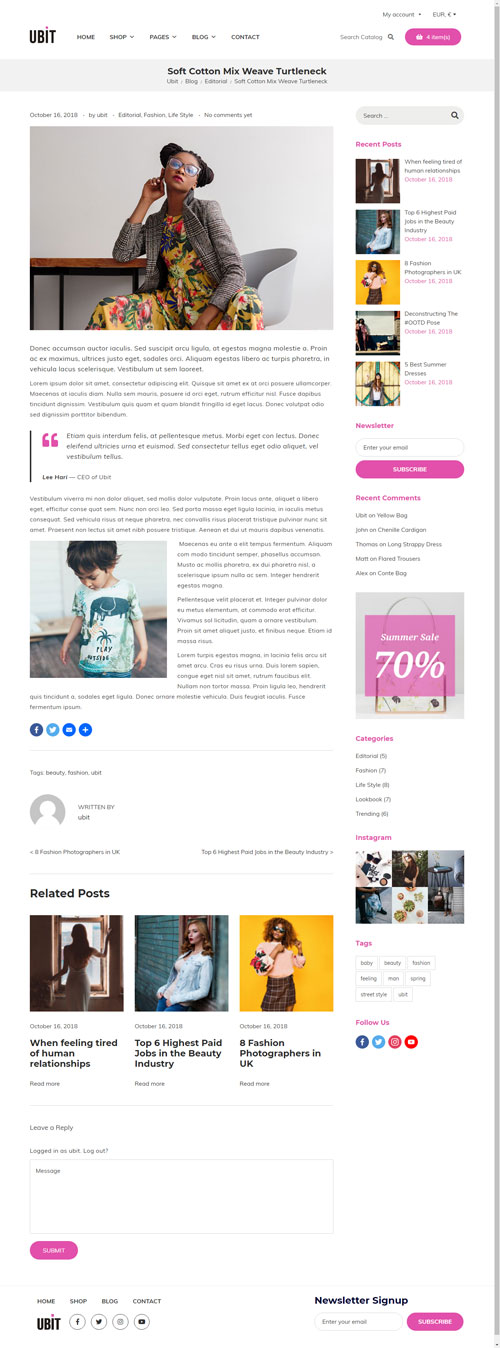 My account
EUR, €
UBIT
HOME
SHOP
PAGES
BLOG
CONTACT
Search Catalog
4 item(s)
Soft Cotton Mix Weave Turtleneck
Ubit › Blog › Editorial › Soft Cotton Mix Weave Turtleneck
October 16, 2018 - by ubit - Editorial, Fashion, Life Style - No comments yet
Donec accumsan auctor iaculis. Sed suscipit arcu ligula, at egestas magna molestie a. Proin
ac ex maximus, ultrices justo eget, sodales orci. Aliquam egestas libero ac turpis pharetra, in
vehicula lacus scelerisque. Vestibulum ut sem laoreet.
Lorem ipsum dolor sit amet, consectetur adipiscing elit. Quisque sit amet ex at orci posuere ullamcorper.
Maecenas at iaculis diam. Nulla sem mauris, posuere id orci eget, rutrum efficitur nisl. Fusce dapibus
tincidunt dignissim. Vestibulum quis quam et quam blandit fringilla id eget lacus. Donec volutpat odio
sed dignissim porttitor bibendum.
Etiam quis interdum felis, at pellentesque metus. Morbi eget con lectus. Donec
eleifend ultricies urna et euismod. Sed consectetur tellus eget odio aliquet, vel
vestibulum tellus.
Lee Hari — CEO of Ubit
Vestibulum viverra mi non dolor aliquet, sed mollis dolor vulputate. Proin lacus ante, aliquet a libero
eget, efficitur conse quat sem. Nunc non orci leo. Sed porta massa eget ligula lacinia, in iaculis metus
consequat. Sed vehicula risus at neque pharetra, nec convallis risus placerat tristique pulvinar nunc sit
amet. Praesent non lectus sit amet nibh posuere tristique. Aenean et dui ut mauris dapibus venenatis.
PLAY
OUTSIDE
Maecenas eu ante a elit tempus fermentum. Aliquam
com modo tincidunt semper, phasellus accumsan.
Musto ac mollis pharetra, ex dui pharetra nisl, a
scelerisque ipsum nulla ac sem. Integer hendrerit
egestas magna.
Pellentesque velit placerat et. Integer pulvinar dolor
eu metus elementum, at commodo erat efficitur.
Vivamus sol licitudin, quam a ornare vestibulum.
Proin sit amet aliquet justo, et finibus neque. Etiam id
massa risus.
Lorem turpis egestas magna, in lacinia felis arcu sit
amet arcu. Cras eu risus urna. Duis lorem sapien,
congue eget nisl sit amet, rutrum faucibus elit.
Nullam non tortor massa. Proin ligula leo, hendrerit
quis tincidunt a, sodales eget ligula. Donec ornare molestie vehicula. Duis feugiat iaculis. Fusce
fermentum ipsum.
Tags: beauty, fashion, ubit
WRITTEN BY
ubit
< 8 Fashion Photographers in UK
Top 6 Highest Paid Jobs in the Beauty Industry >
Related Posts
October 16, 2018
When feeling tired
of human
relationships
Read more
October 16, 2018
Top 6 Highest Paid
Jobs in the Beauty
Industry
Read more
October 16, 2018
8 Fashion
Photographers in
UK
Read more
Leave a Reply
Logged in as ubit. Log out?
Message
SUBMIT
Search ...
Recent Posts
When feeling tired of
human relationships
October 16, 2018
Top 6 Highest Paid
Jobs in the Beauty
Industry
October 16, 2018
8 Fashion
Photographers in UK
October 16, 2018
Deconstructing The
#OOTD Pose
October 16, 2018
5 Best Summer
Dresses
October 16, 2018
Newsletter
Enter your email
SUBSCRIBE
Recent Comments
Ubit on Yellow Bag
John on Chenille Cardigan
Thomas on Long Strappy Dress
Matt on Flared Trousers
Alex on Conte Bag
Summer Sale
70%
Categories
Editorial (5)
Fashion (7)
Life Style (8)
Lookbook (7)
Trending (6)
Instagram
Tags
baby
beauty
fashion
feeling
man
spring
street style
ubit
Follow Us
HOME
SHOP
BLOG
CONTACT
UBIT
Newsletter Signup
Enter your email
SUBSCRIBE